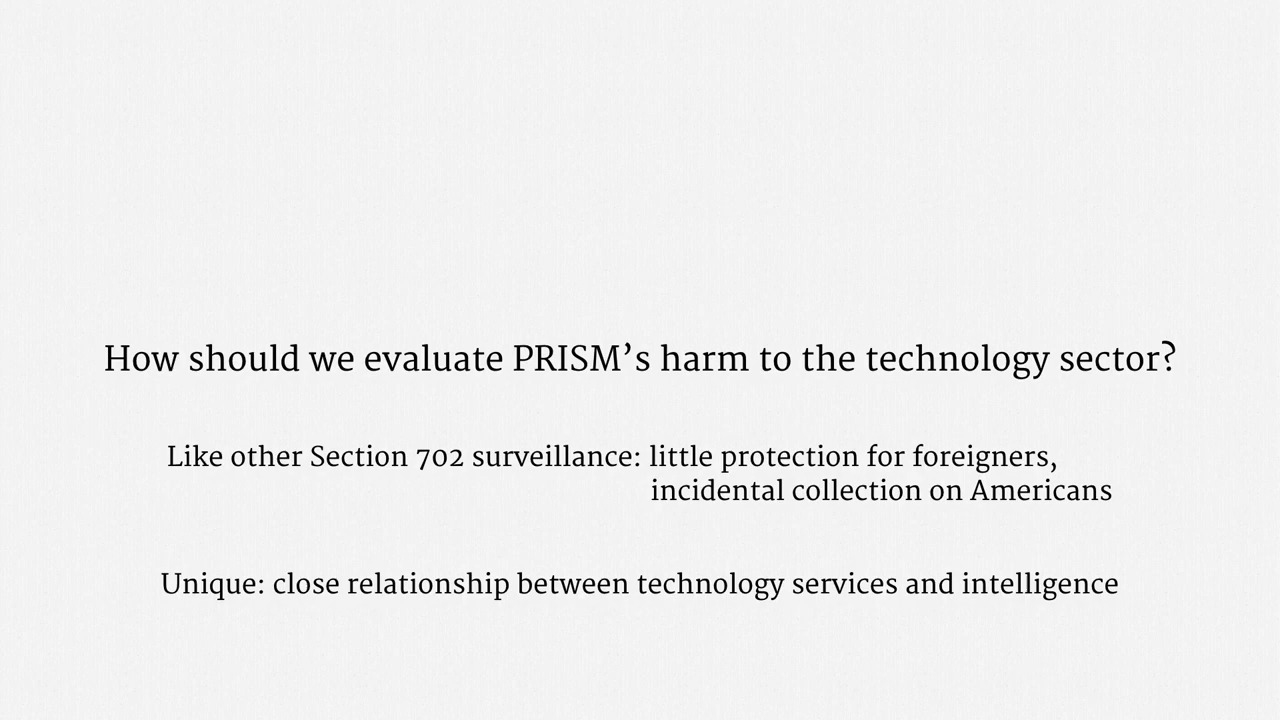 How should we evaluate PRISM’s harm to the technology sector?
Like other Section 702 surveillance: little protection for foreigners,
incidental collection on Americans
Unique: close relationship between technology services and intelligence